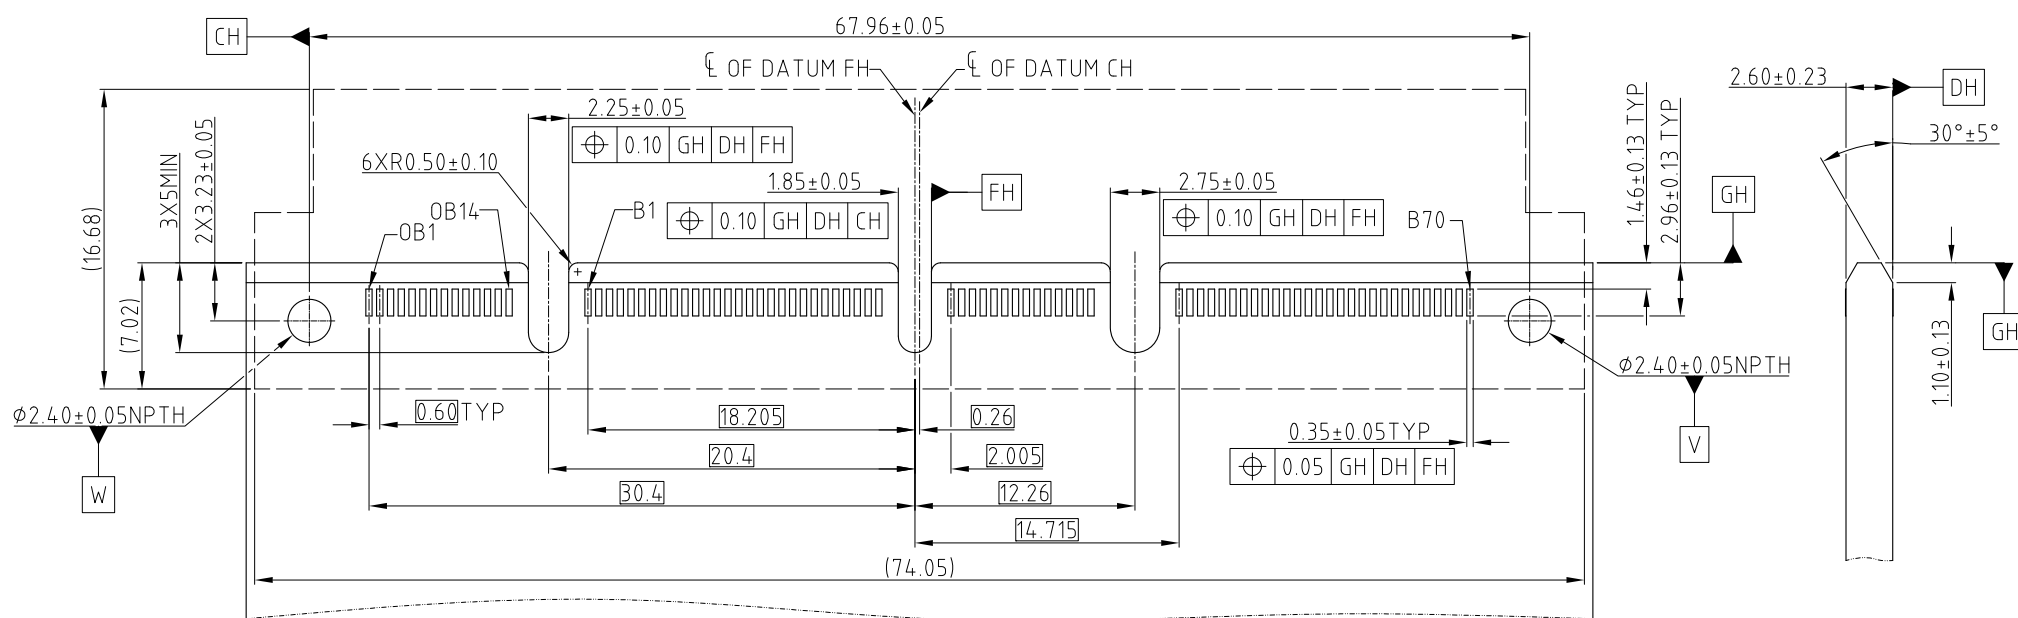 CH
67.96±0.05
℄ OF DATUM FH
℄ OF DATUM CH
2.60±0.23
DH
2.25±0.05
⌖ 0.10 GH DH FH
30°±5°
6XR0.50±0.10
1.85±0.05
FH
2.75±0.05
⌖ 0.10 GH DH CH
⌖ 0.10 GH DH FH
1.46±0.13 TYP
2.96±0.13 TYP
GH
(16.68)
3X5MIN
2X3.23±0.05
(7.02)
OB1
OB14
B1
B70
GH
1.10±0.13
⌀2.40±0.05NPTH
W
⌀2.40±0.05NPTH
V
0.60 TYP
18.205
0.26
0.35±0.05TYP
⌖ 0.05 GH DH FH
20.4
2.005
30.4
12.26
14.715
(74.05)